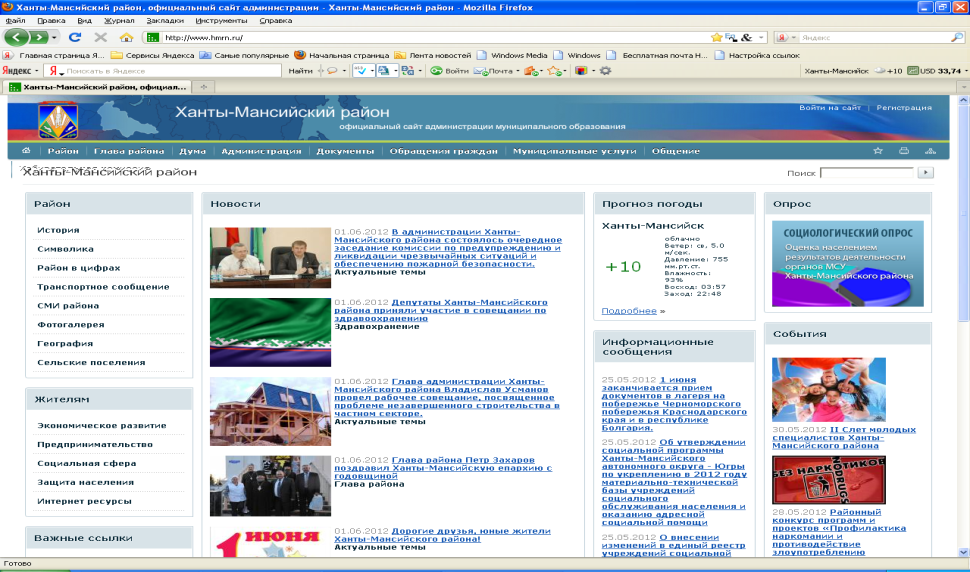 Ханты-Мансийский район, официальный сайт администрации - Ханты-Мансийский район - Mozilla Firefox
Файл Правка Вид Журнал Закладки Инструменты Справка
http://www.hmrn.ru/
Яндекс
Главная страница Я... Сервисы Яндекса Самые популярные Начальная страница Лента новостей Windows Media Windows Бесплатная почта H... Настройка ссылок
Яндекс Поискать в Яндексе Найти Войти Почта Ханты-Мансийск +10 USD 33,74
Ханты-Мансийский район, официал...
Войти на сайт | Регистрация
Ханты-Мансийский район
официальный сайт администрации муниципального образования
Район | Глава района | Дума | Администрация | Документы | Обращения граждан | Муниципальные услуги | Общение
Ханты-Мансийский район
Поиск
Район
История
Символика
Район в цифрах
Транспортное сообщение
СМИ района
Фотогалерея
География
Сельские поселения
Жителям
Экономическое развитие
Предпринимательство
Социальная сфера
Защита населения
Интернет ресурсы
Важные ссылки
Новости
01.06.2012 В администрации Ханты-
Мансийского района состоялось очередное
заседание комиссии по предупреждению и
ликвидации чрезвычайных ситуаций и
обеспечению пожарной безопасности.
Актуальные темы
01.06.2012 Депутаты Ханты-Мансийского
района приняли участие в совещании по
здравоохранению
Здравохранение
01.06.2012 Глава администрации Ханты-
Мансийского района Владислав Усманов
провел рабочее совещание, посвященное
проблеме незавершенного строительства в
частном секторе.
Актуальные темы
01.06.2012 Глава района Петр Захаров
поздравил Ханты-Мансийскую епархию с
годовщиной
Глава района
1 ИЮНЯ
01.06.2012 Дорогие друзья, юные жители
Ханты-Мансийского района!
Актуальные темы
Прогноз погоды
Ханты-Мансийск
+10
облачно
Ветер: св, 5.0
м/сек.
Давление: 755
мм.рт.ст.
Влажность:
93%
Восход: 03:57
Заход: 22:48
Подробнее »
Информационные
сообщения
25.05.2012 1 июня
заканчивается прием
документов в лагеря на
побережье Черноморского
побережья Краснодарского
края и в республике
Болгария.
25.05.2012 Об утверждении
социальной программы
Ханты-Мансийского
автономного округа - Югры
по укреплению в 2012 году
материально-технической
базы учреждений
социального
обслуживания населения и
оказанию адресной
социальной помощи
25.05.2012 О внесении
изменений в единый реестр
учреждений социальной
Опрос
СОЦИОЛОГИЧЕСКИЙ ОПРОС
Оценка населением
результатов деятельности
органов МСУ
Ханты-Мансийского района
События
30.05.2012 II Слет молодых
специалистов Ханты-
Мансийского района
БЕЗ НАРКОТИКОВ
NODRUGS
28.05.2012 Районный
конкурс программ и
проектов «Профилактика
наркомании и
противодействие
злоупотреблению
Готово